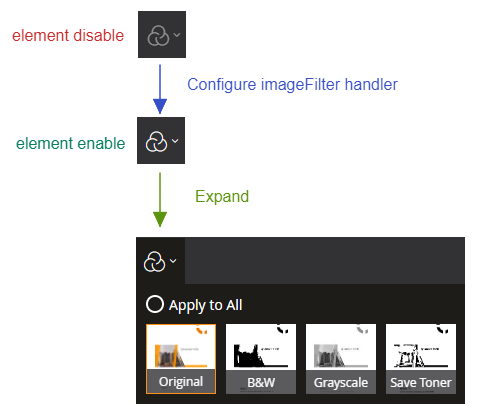 element disable
Configure imageFilter handler
element enable
Expand
Apply to All
Original B&W Grayscale Save Toner